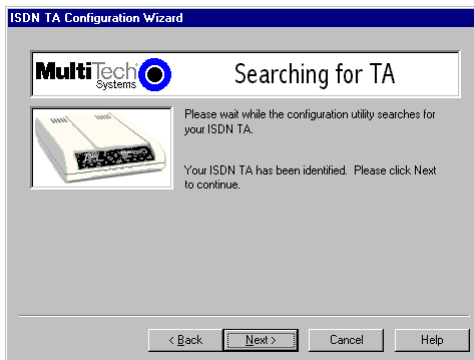 ISDN TA Configuration Wizard
MultiTech
Systems
Searching for TA
Please wait while the configuration utility searches for
your ISDN TA.
Your ISDN TA has been identified. Please click Next
to continue.
< Back
Next >
Cancel
Help